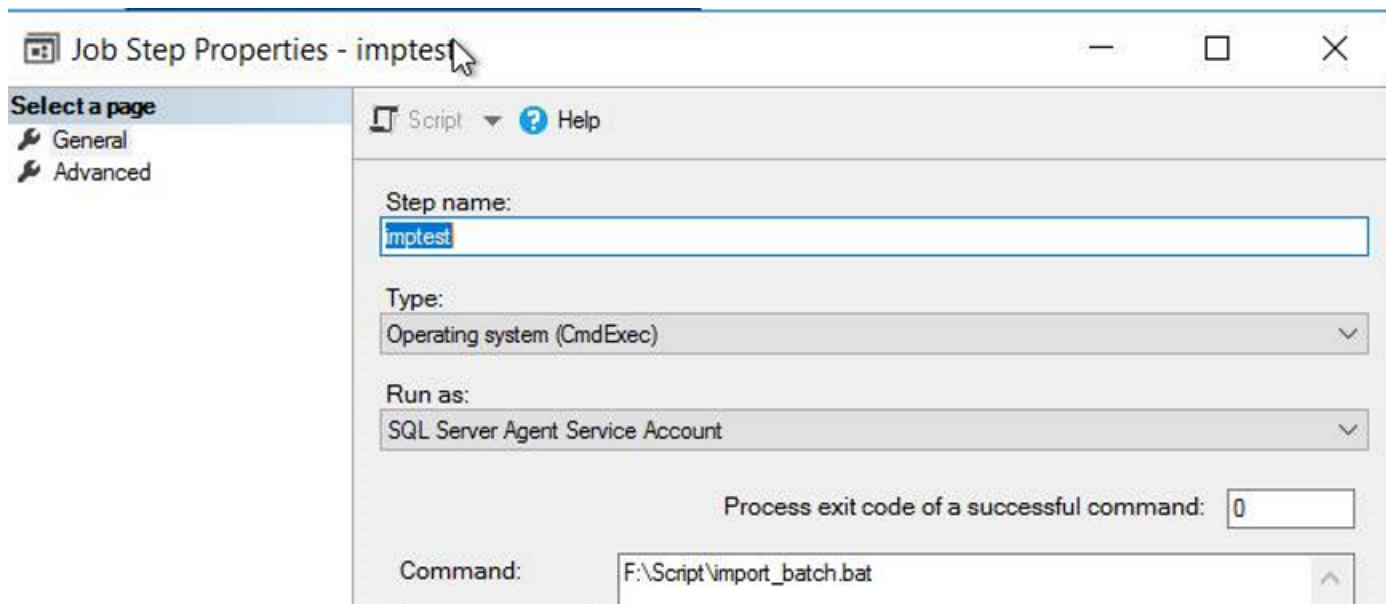 Job Step Properties - imptest
Select a page
General
Advanced
Script
Help
Step name:
imptest
Type:
Operating system (CmdExec)
Run as:
SQL Server Agent Service Account
Process exit code of a successful command: 0
Command: F:\Script\import_batch.bat